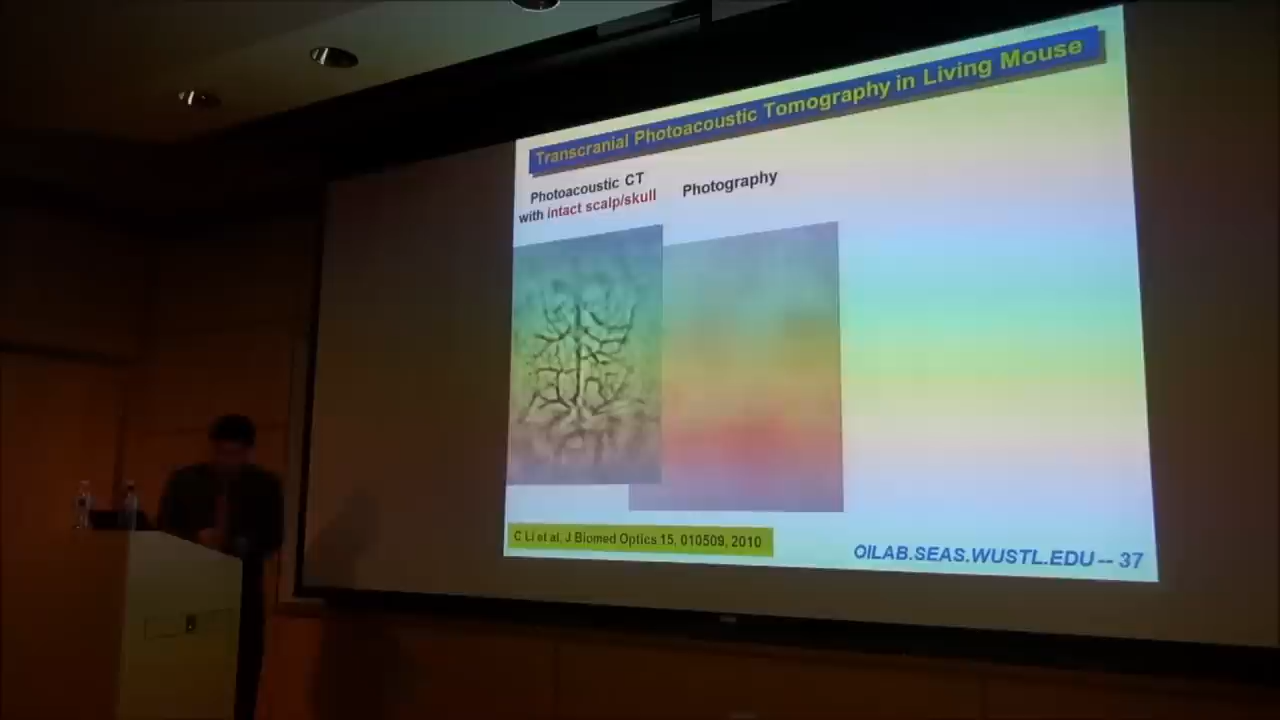 Transcranial Photoacoustic Tomography in Living Mouse
Photoacoustic CT
with intact scalp/skull
Photography
C Li et al, J Biomed Optics 15, 010509, 2010
OILAB.SEAS.WUSTL.EDU -- 37